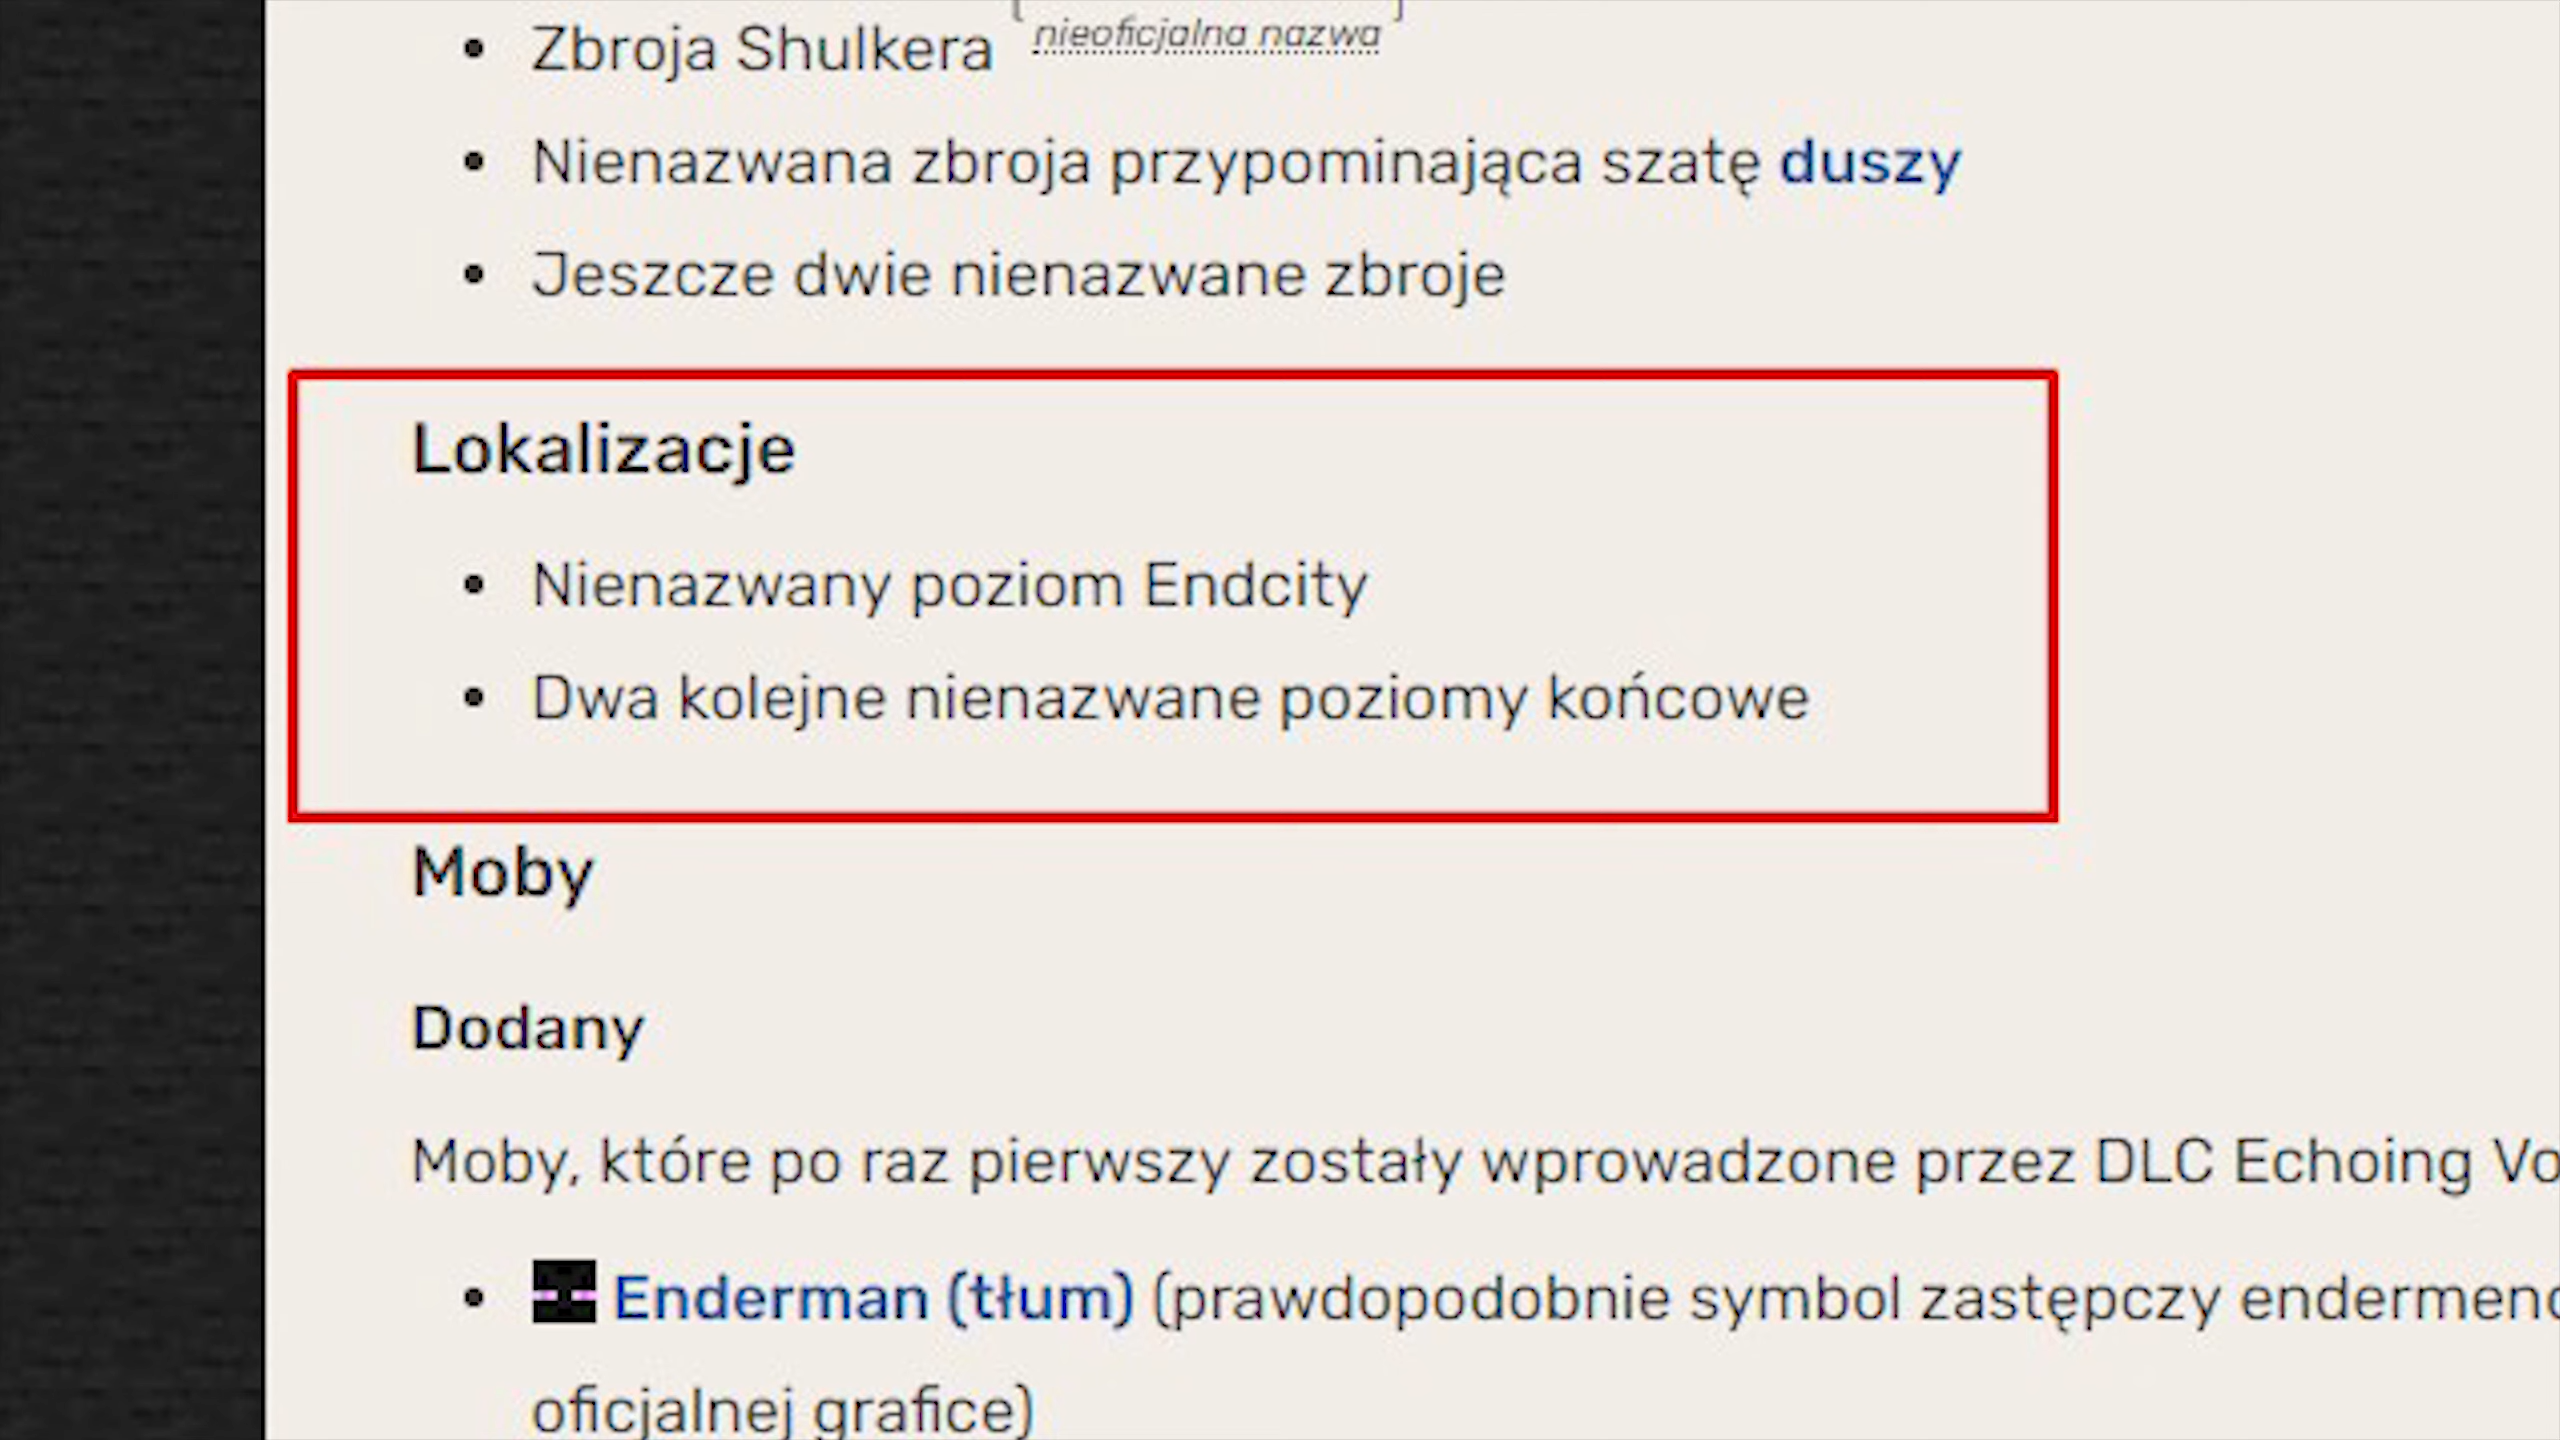 Zbroja Shulkera [nieoficjalna nazwa]
Nienazwana zbroja przypominająca szatę duszy
Jeszcze dwie nienazwane zbroje
Lokalizacje
Nienazwany poziom Endcity
Dwa kolejne nienazwane poziomy końcowe
Moby
Dodany
Moby, które po raz pierwszy zostały wprowadzone przez DLC Echoing
Enderman (tłum) (prawdopodobnie symbol zastępczy
oficjalnej grafice)